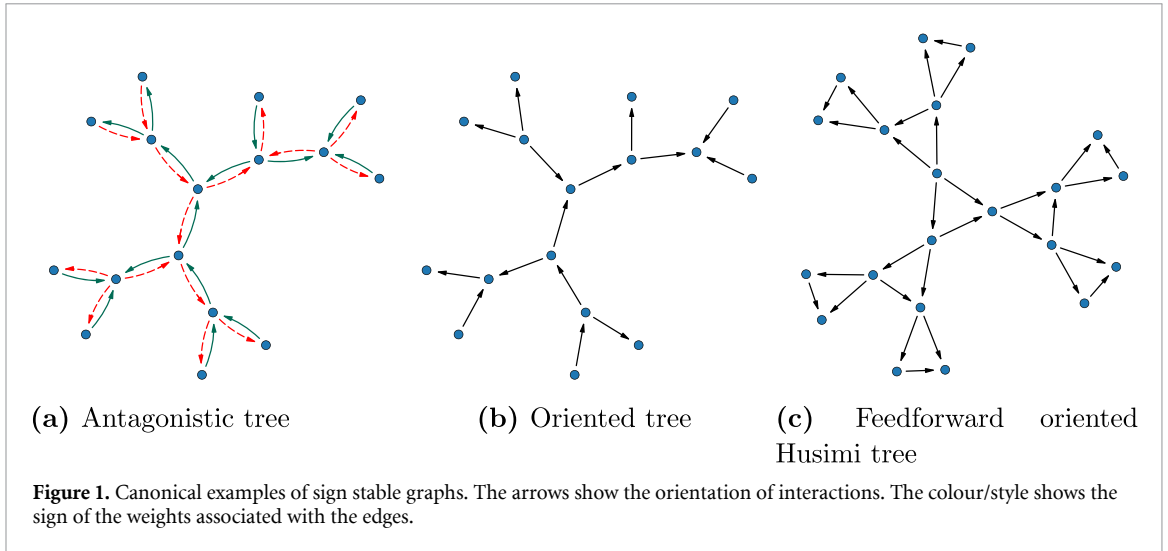 (a) Antagonistic tree
(b) Oriented tree
(c) Feedforward oriented
Husimi tree
Figure 1. Canonical examples of sign stable graphs. The arrows show the orientation of interactions. The colour/style shows the
sign of the weights associated with the edges.